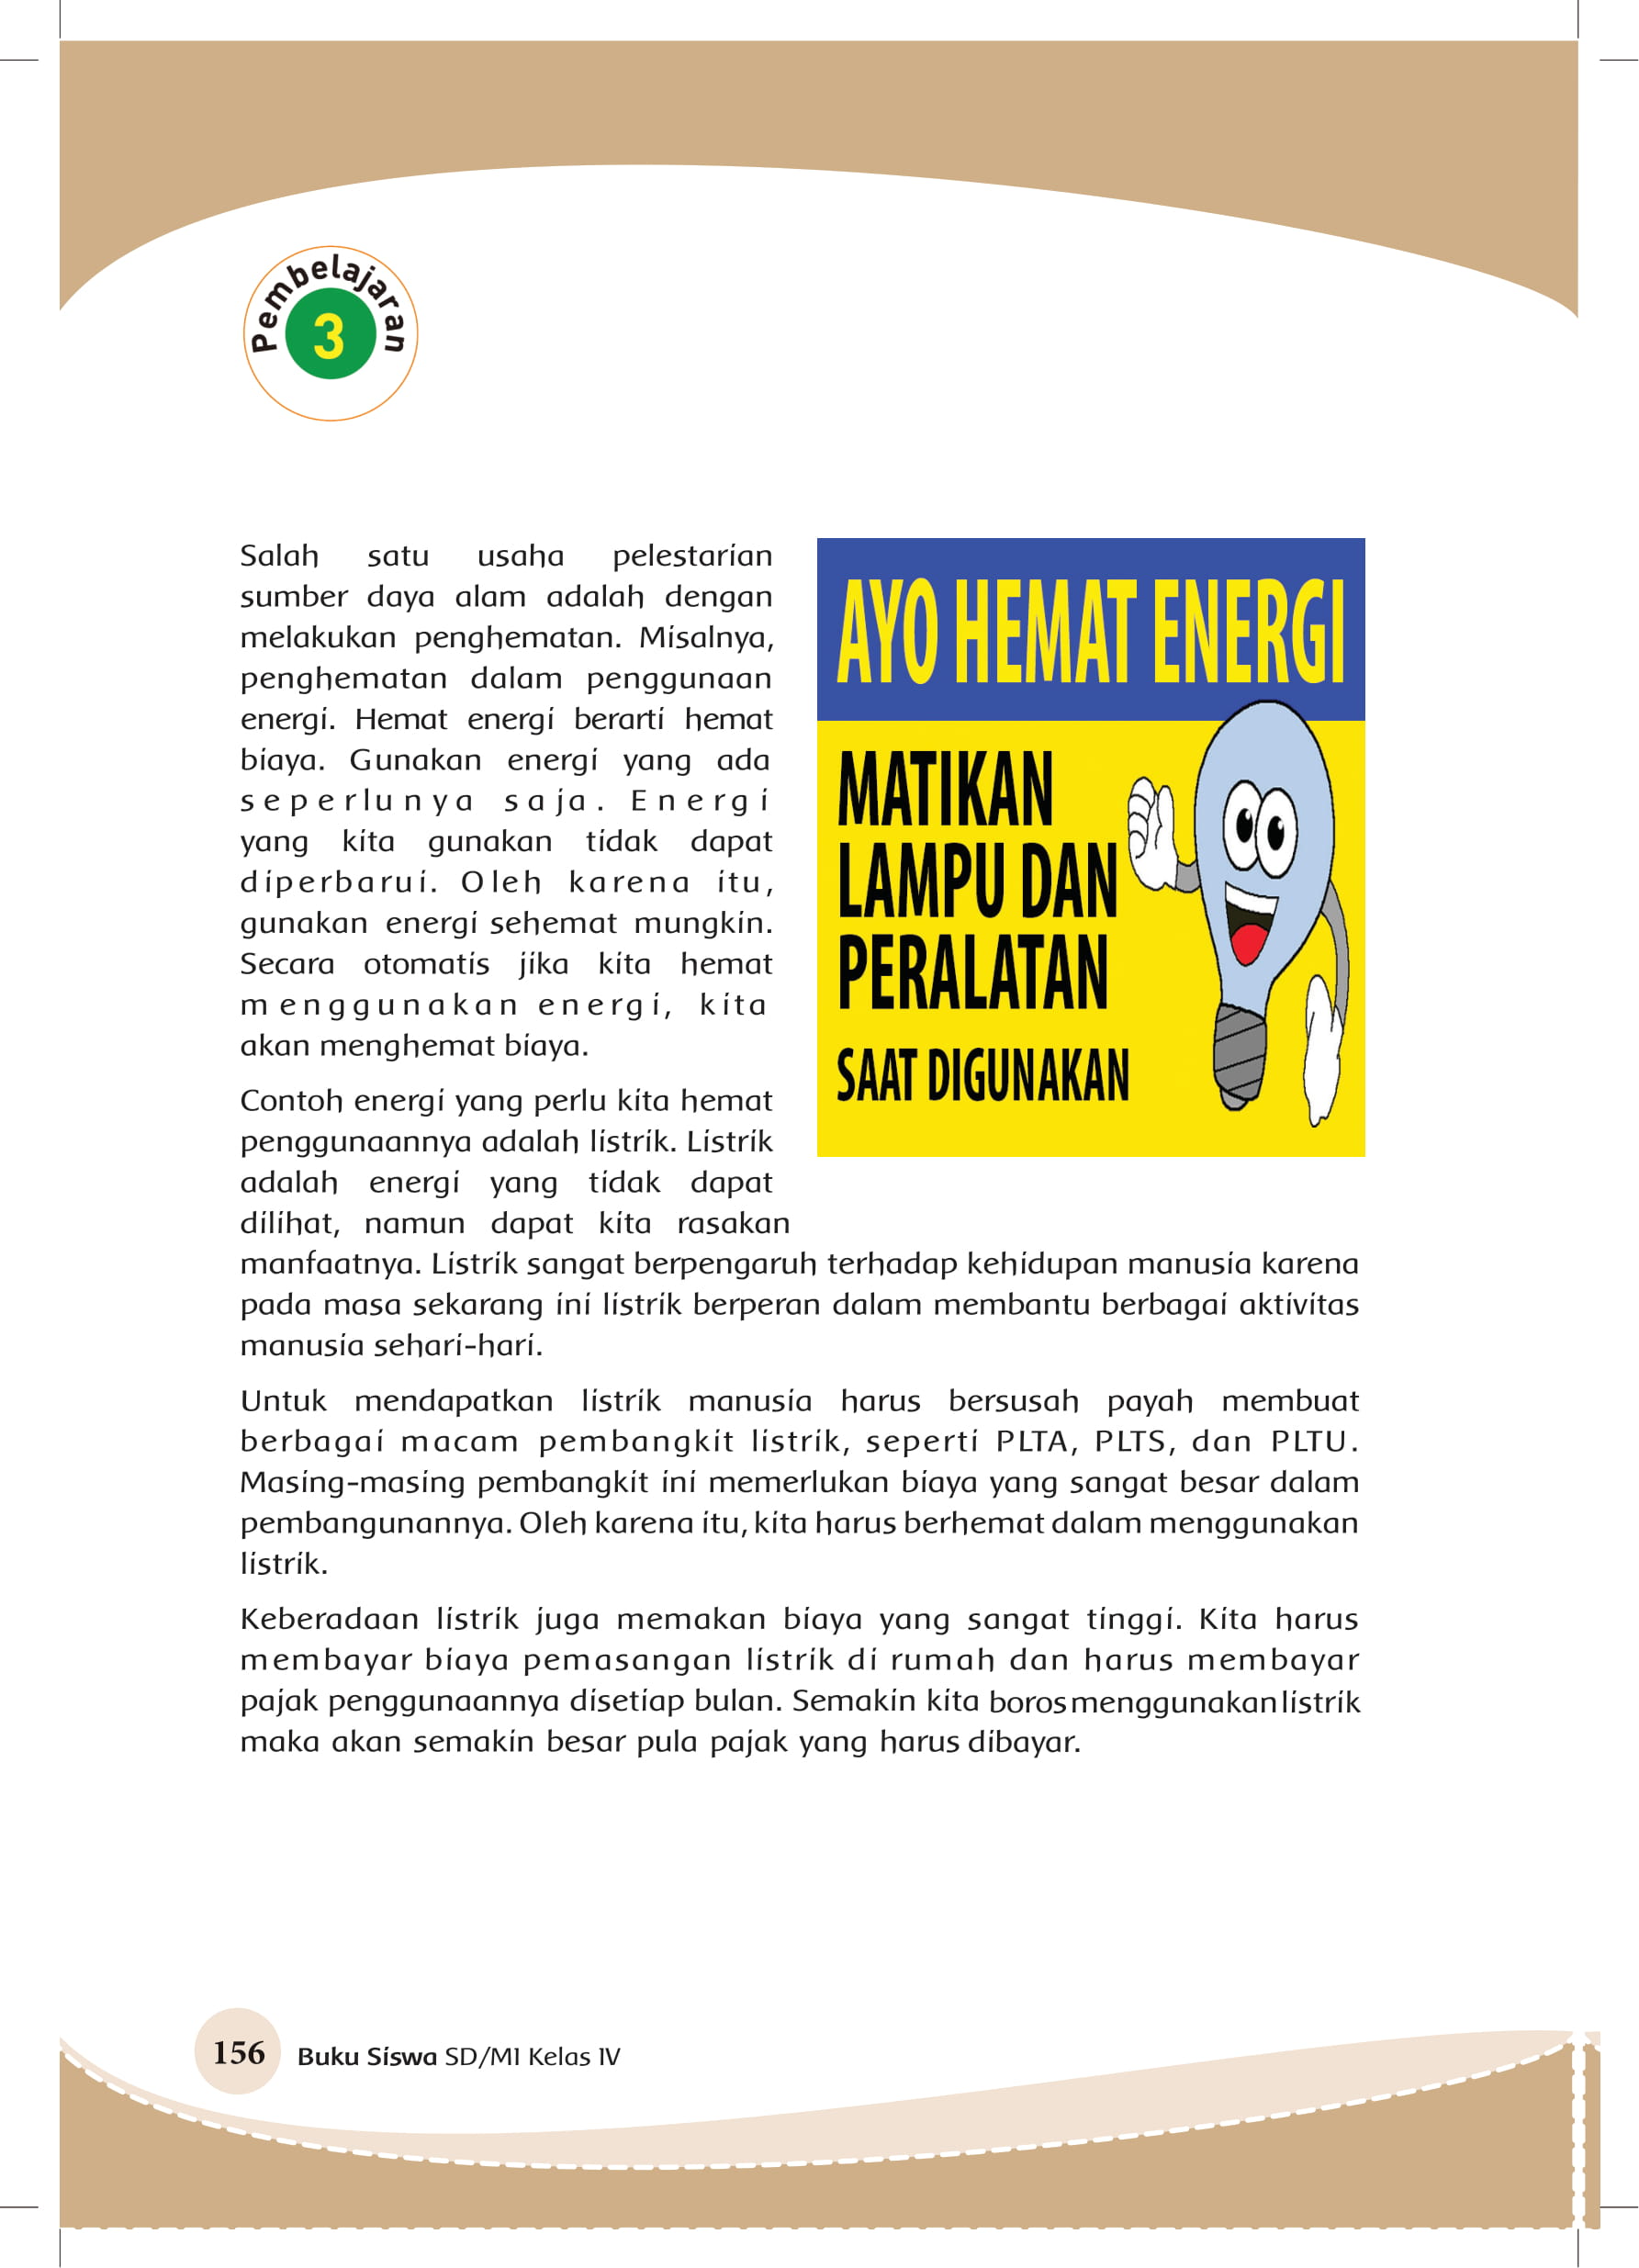 Pembelajaran
3
Salah satu usaha pelestarian
sumber daya alam adalah dengan
melakukan penghematan. Misalnya,
penghematan dalam penggunaan
energi. Hemat energi berarti hemat
biaya. Gunakan energi yang ada
seperlunya saja. Energi
yang kita gunakan tidak dapat
diperbarui. Oleh karena itu,
gunakan energi sehemat mungkin.
Secara otomatis jika kita hemat
menggunakan energi, kita
akan menghemat biaya.
AYO HEMAT ENERGI
MATIKAN
LAMPU DAN
PERALATAN
SAAT DIGUNAKAN
Contoh energi yang perlu kita hemat
penggunaannya adalah listrik. Listrik
adalah energi yang tidak dapat
dilihat, namun dapat kita rasakan
manfaatnya. Listrik sangat berpengaruh terhadap kehidupan manusia karena
pada masa sekarang ini listrik berperan dalam membantu berbagai aktivitas
manusia sehari-hari.
Untuk mendapatkan listrik manusia harus bersusah payah membuat
berbagai macam pembangkit listrik, seperti PLTA, PLTS, dan PLTU.
Masing-masing pembangkit ini memerlukan biaya yang sangat besar dalam
pembangunannya. Oleh karena itu, kita harus berhemat dalam menggunakan
listrik.
Keberadaan listrik juga memakan biaya yang sangat tinggi. Kita harus
membayar biaya pemasangan listrik di rumah dan harus membayar
pajak penggunaannya disetiap bulan. Semakin kita boros menggunakan listrik
maka akan semakin besar pula pajak yang harus dibayar.
156 Buku Siswa SD/MI Kelas IV